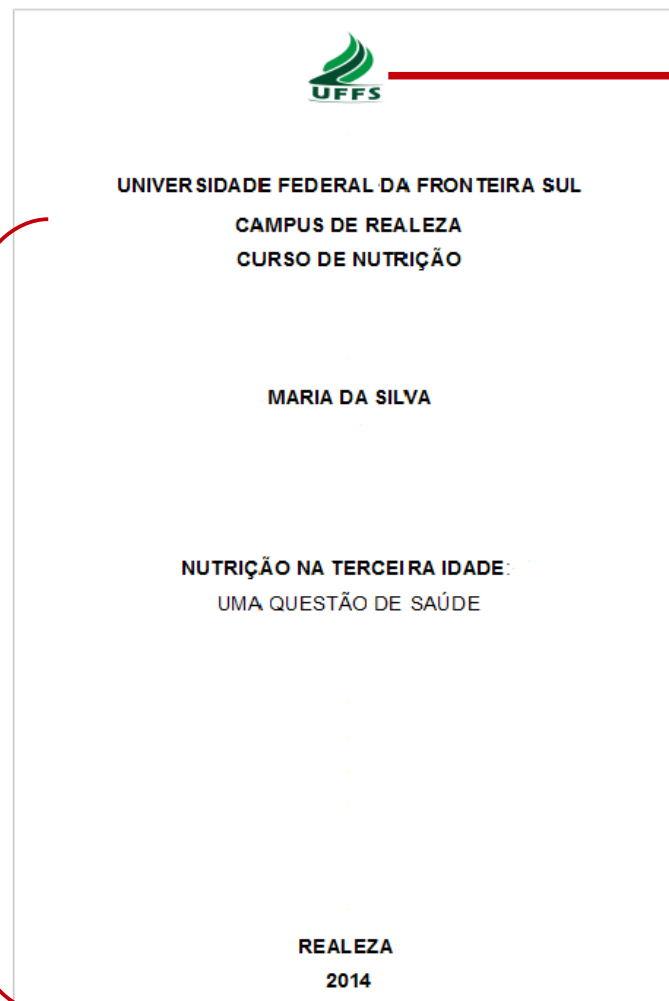 UFFS
UNIVERSIDADE FEDERAL DA FRONTEIRA SUL
CAMPUS DE REALEZA
CURSO DE NUTRIÇÃO
MARIA DA SILVA
NUTRIÇÃO NA TERCEIRA IDADE:
UMA QUESTÃO DE SAÚDE
REALEZA
2014